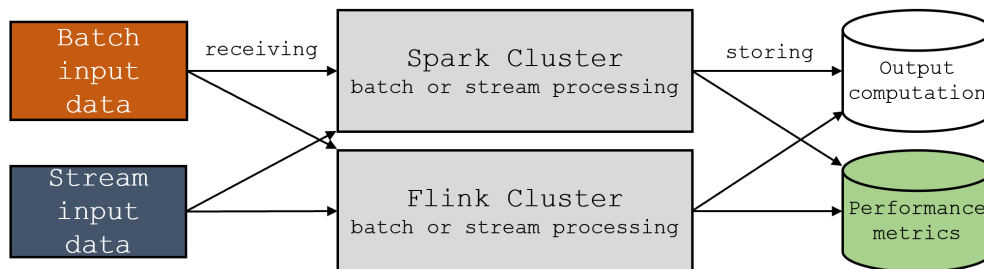 Batch
input
data
receiving
Spark Cluster
batch or stream processing
storing
Output
computation
Stream
input
data
Flink Cluster
batch or stream processing
Performance
metrics